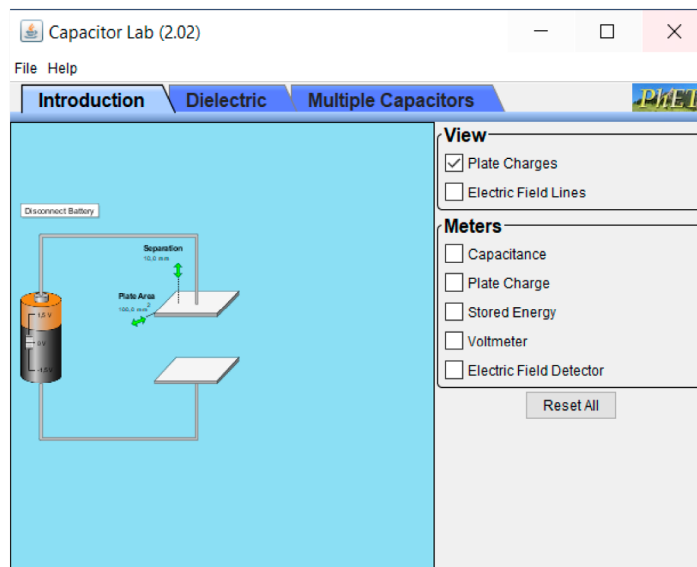 Capacitor Lab (2.02)
File Help
Introduction Dielectric Multiple Capacitors PhET
View
Plate Charges
Electric Field Lines
Disconnect Battery
Meters
Capacitance
Plate Charge
Stored Energy
Voltmeter
Electric Field Detector
Reset All
Separation
10,0 mm
Plate Area
100,0 mm 2
1,5 V
0 V
-1,5 V